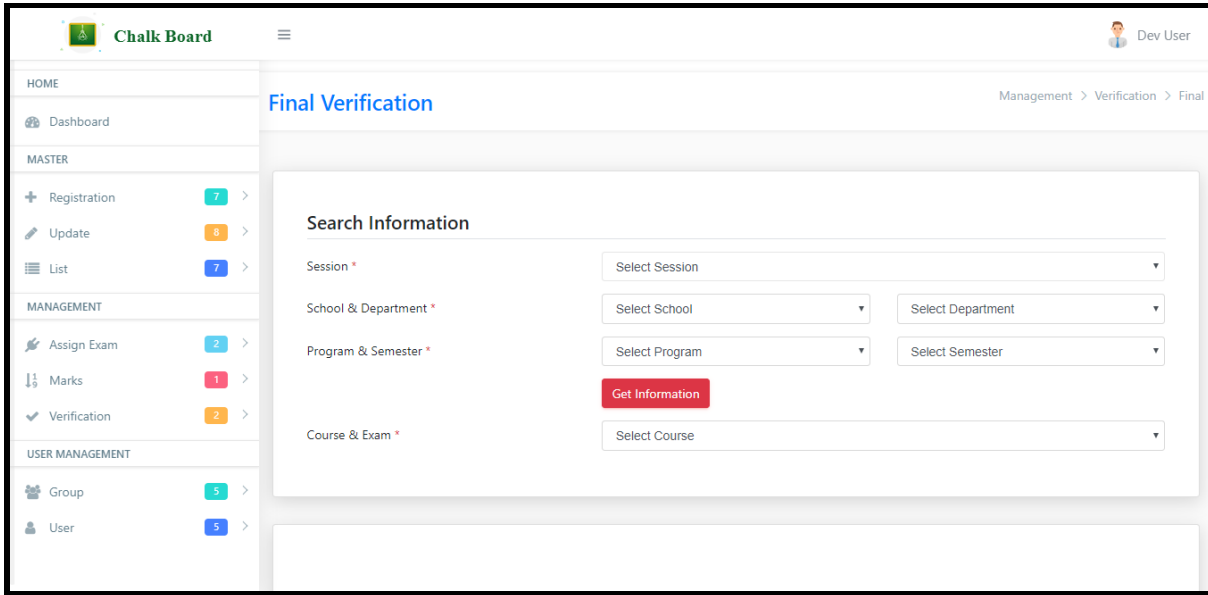 Chalk Board
Dev User
HOME
Dashboard
MASTER
Registration 7
Update 8
List 7
MANAGEMENT
Assign Exam 2
Marks 1
Verification 2
USER MANAGEMENT
Group 5
User 5
Final Verification
Management > Verification > Final
Search Information
Session *
Select Session
School & Department *
Select School
Select Department
Program & Semester *
Select Program
Select Semester
Get Information
Course & Exam *
Select Course